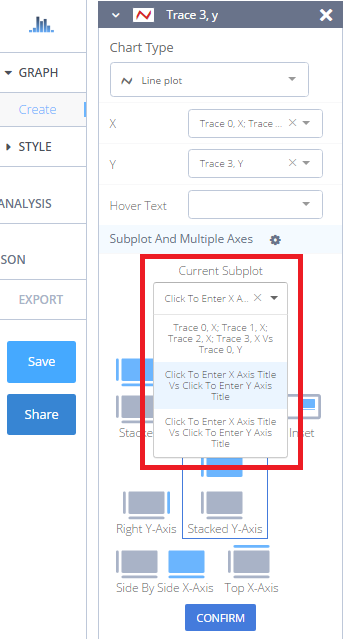 Trace 3, y
Chart Type
GRAPH
Line plot
Create
X
Trace 0, X; Trace ...
STYLE
Y
Trace 3, Y
ANALYSIS
Hover Text
Subplot And Multiple Axes
SON
Current Subplot
EXPORT
Click To Enter X A..
Trace 0, X; Trace 1, X;
Trace 2, X; Trace 3, X Vs
Trace 0, Y
Save
Click To Enter X Axis Title
Vs Click To Enter Y Axis
Title
Share
Click To Enter X Axis Title
Vs Click To Enter Y Axis
Title
Stacke
Inset
Right Y-Axis
Stacked Y-Axis
Side By Side X-Axis
Top X-Axis
CONFIRM